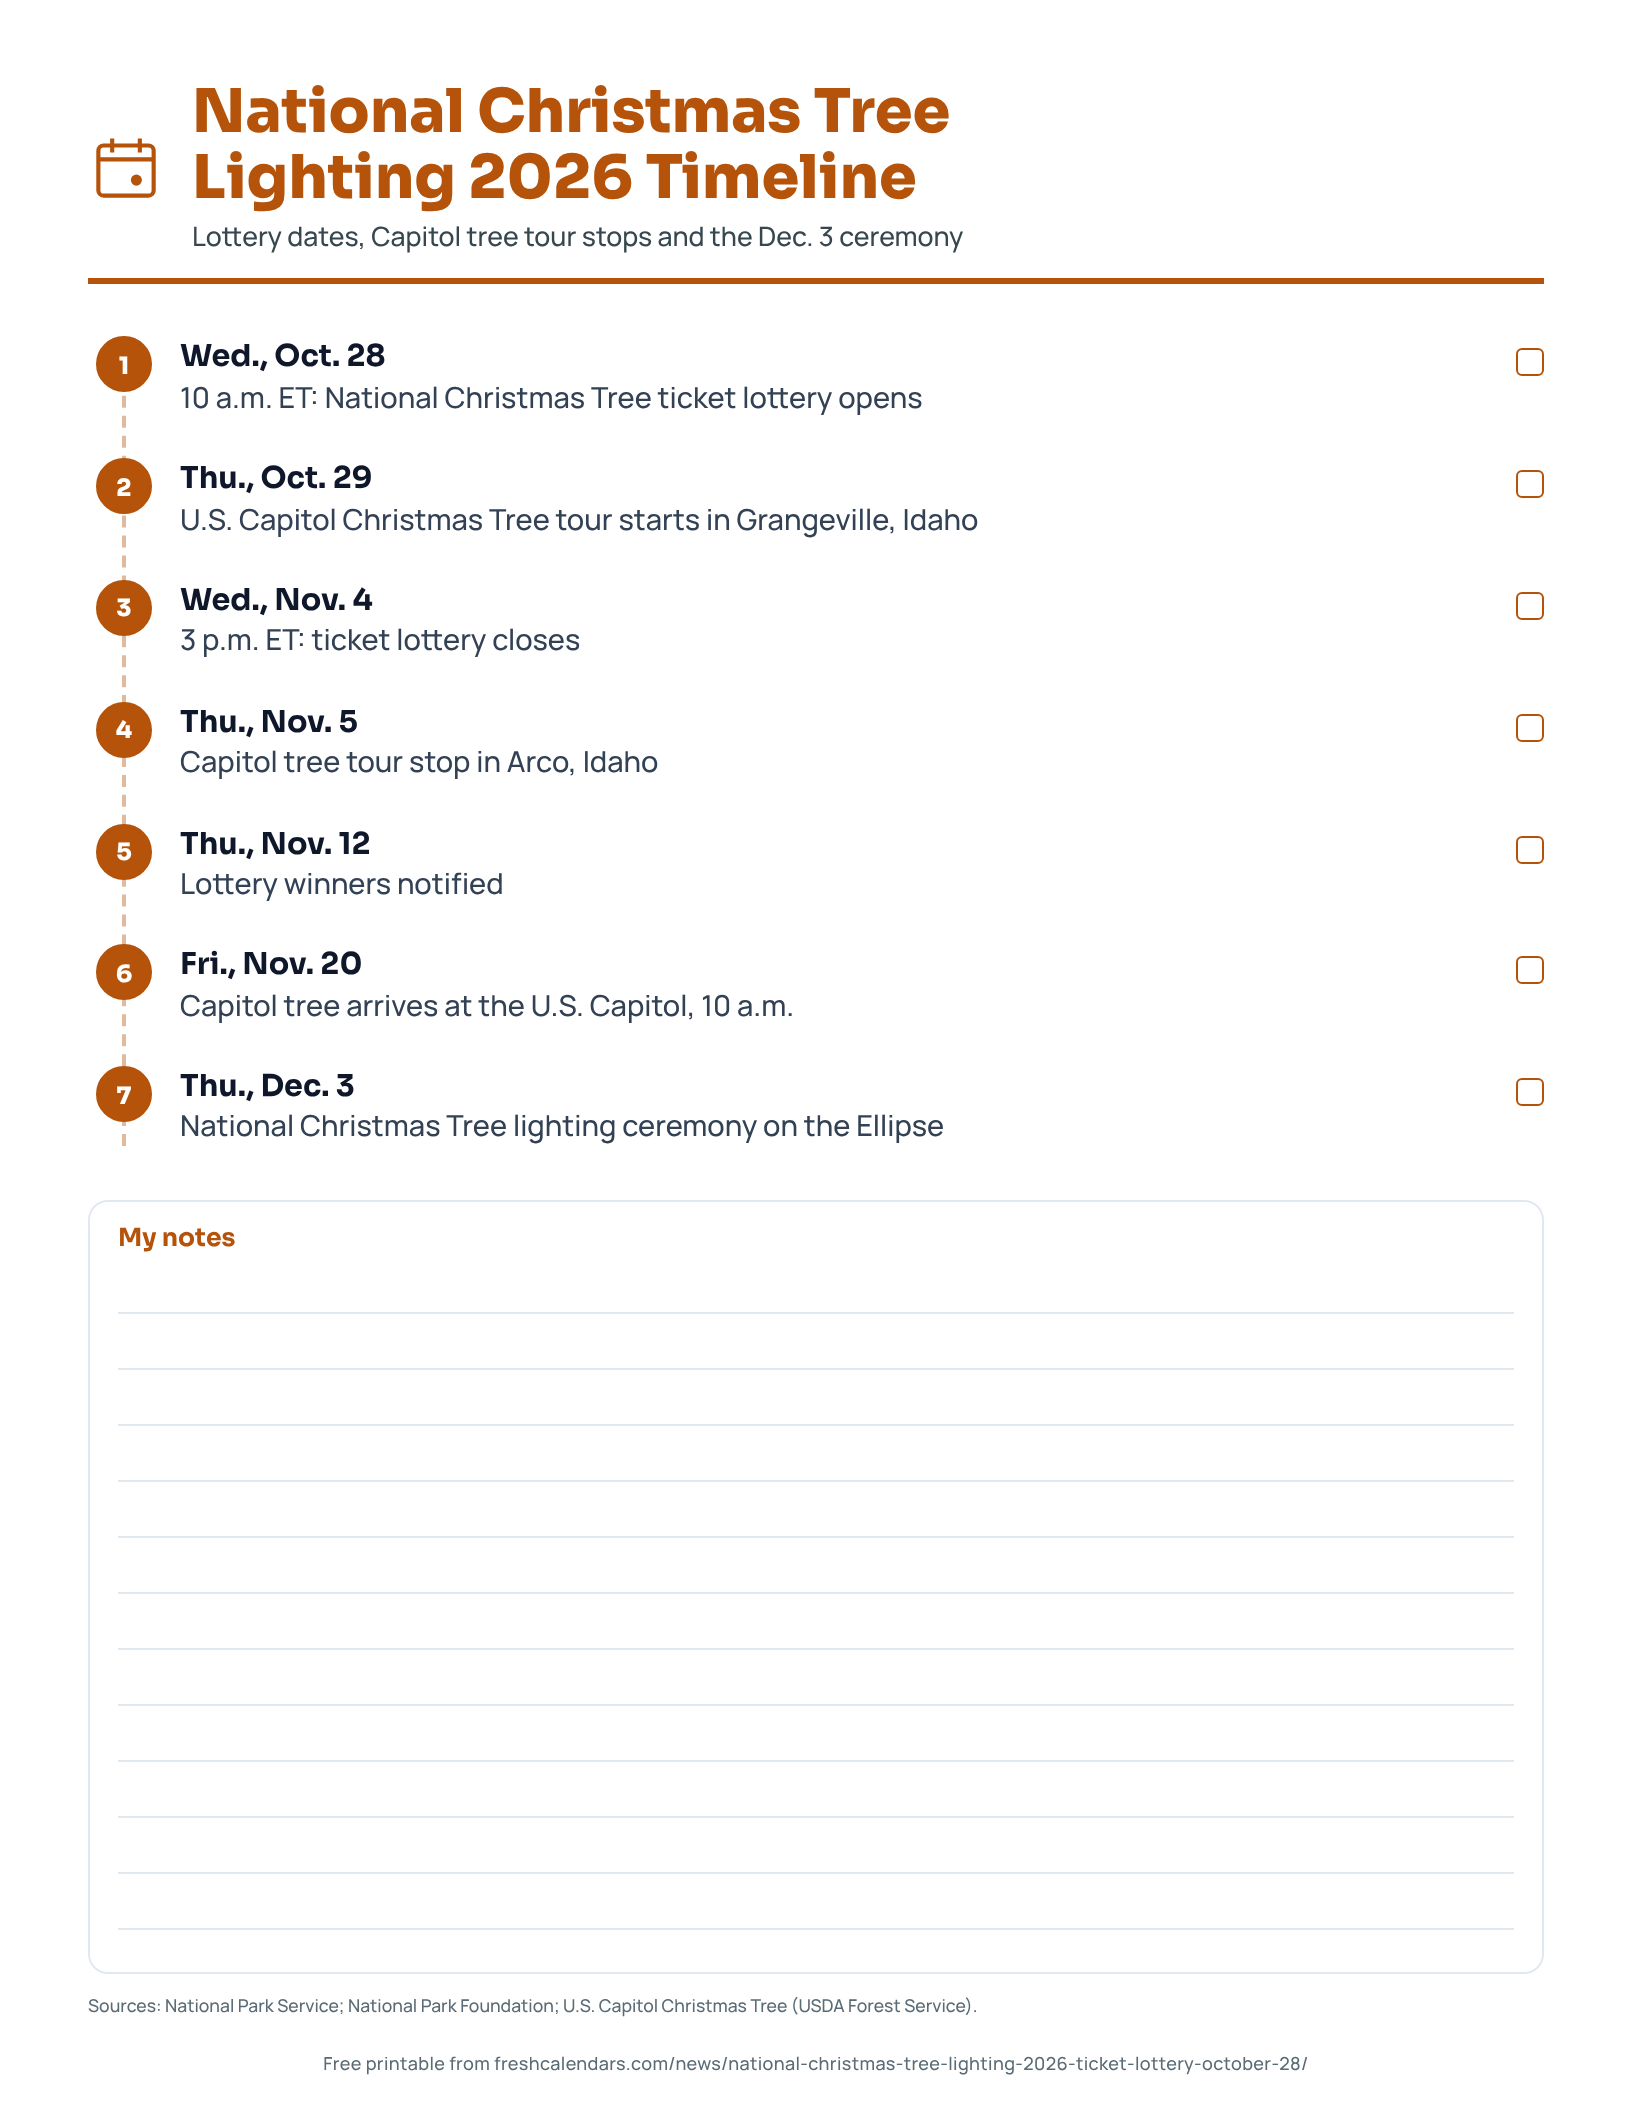 National Christmas Tree
Lighting 2026 Timeline
Lottery dates, Capitol tree tour stops and the Dec. 3 ceremony
1
Wed., Oct. 28
10 a.m. ET: National Christmas Tree ticket lottery opens
2
Thu., Oct. 29
U.S. Capitol Christmas Tree tour starts in Grangeville, Idaho
3
Wed., Nov. 4
3 p.m. ET: ticket lottery closes
4
Thu., Nov. 5
Capitol tree tour stop in Arco, Idaho
5
Thu., Nov. 12
Lottery winners notified
6
Fri., Nov. 20
Capitol tree arrives at the U.S. Capitol, 10 a.m.
7
Thu., Dec. 3
National Christmas Tree lighting ceremony on the Ellipse
My notes
Sources: National Park Service; National Park Foundation; U.S. Capitol Christmas Tree (USDA Forest Service).
Free printable from freshcalendars.com/news/national-christmas-tree-lighting-2026-ticket-lottery-october-28/